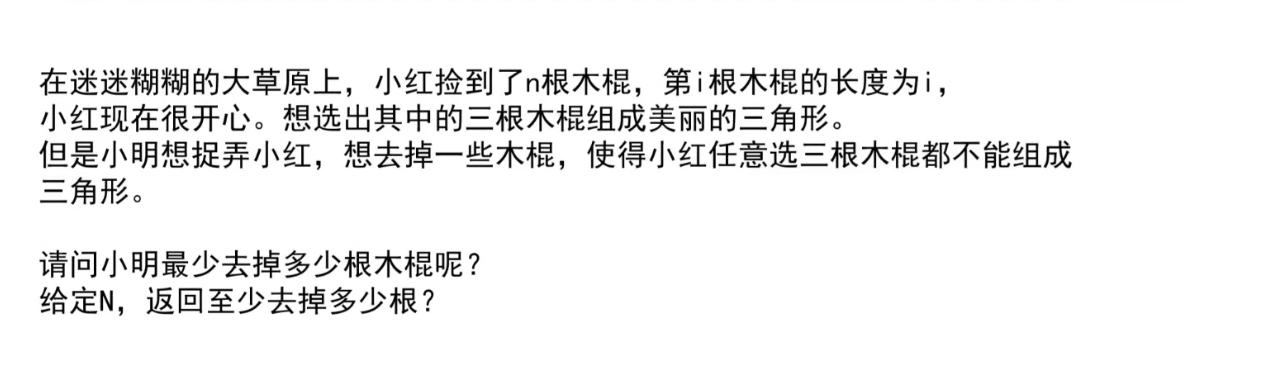 在迷迷糊糊的大草原上，小红捡到了n根木棍，第i根木棍的长度为i，
小红现在很开心。想选出其中的三根木棍组成美丽的三角形。
但是小明想捉弄小红，想去掉一些木棍，使得小红任意选三根木棍都不能组成
三角形。
请问小明最少去掉多少根木棍呢？
给定N，返回至少去掉多少根？